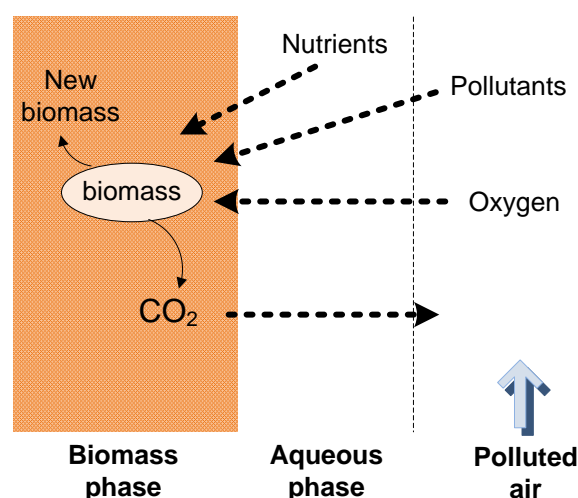 Nutrients
New
biomass
Pollutants
biomass
Oxygen
CO₂
Biomass
phase
Aqueous
phase
Polluted
air